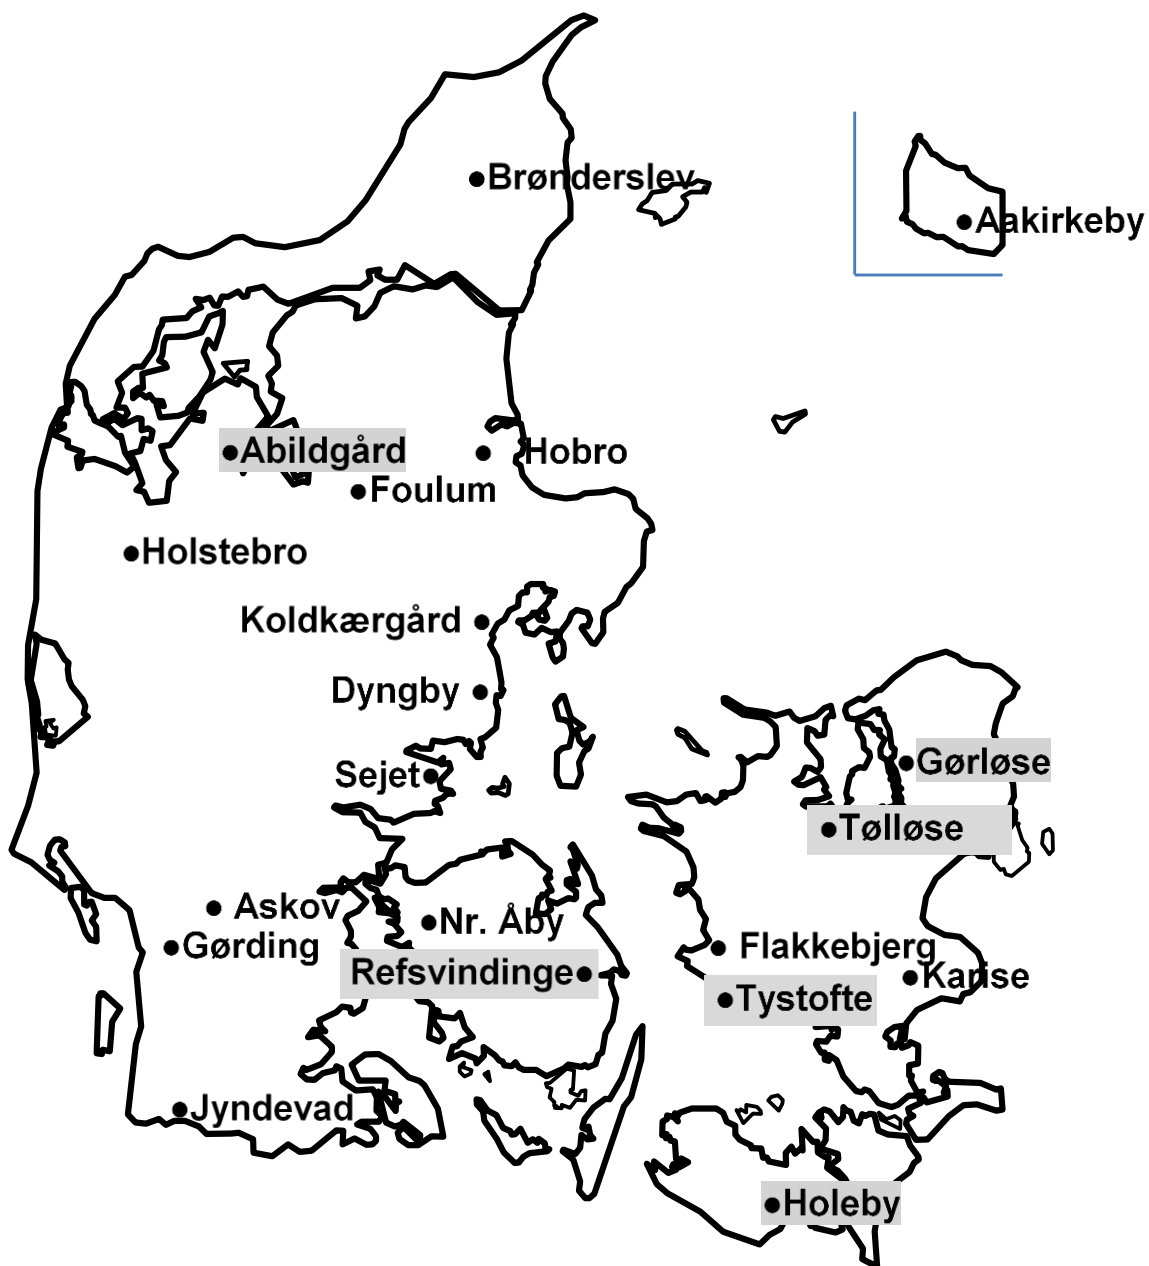 Brønderslev
Aakirkeby
Abildgård
Hobro
Foulum
Holstebro
Koldkærgård
Dyngby
Gørløse
Sejet
Tølløse
Askov
Nr. Åby
Gørding
Flakkebjerg
Refsvindinge
Karise
Tystofte
Jyndevad
Holeby